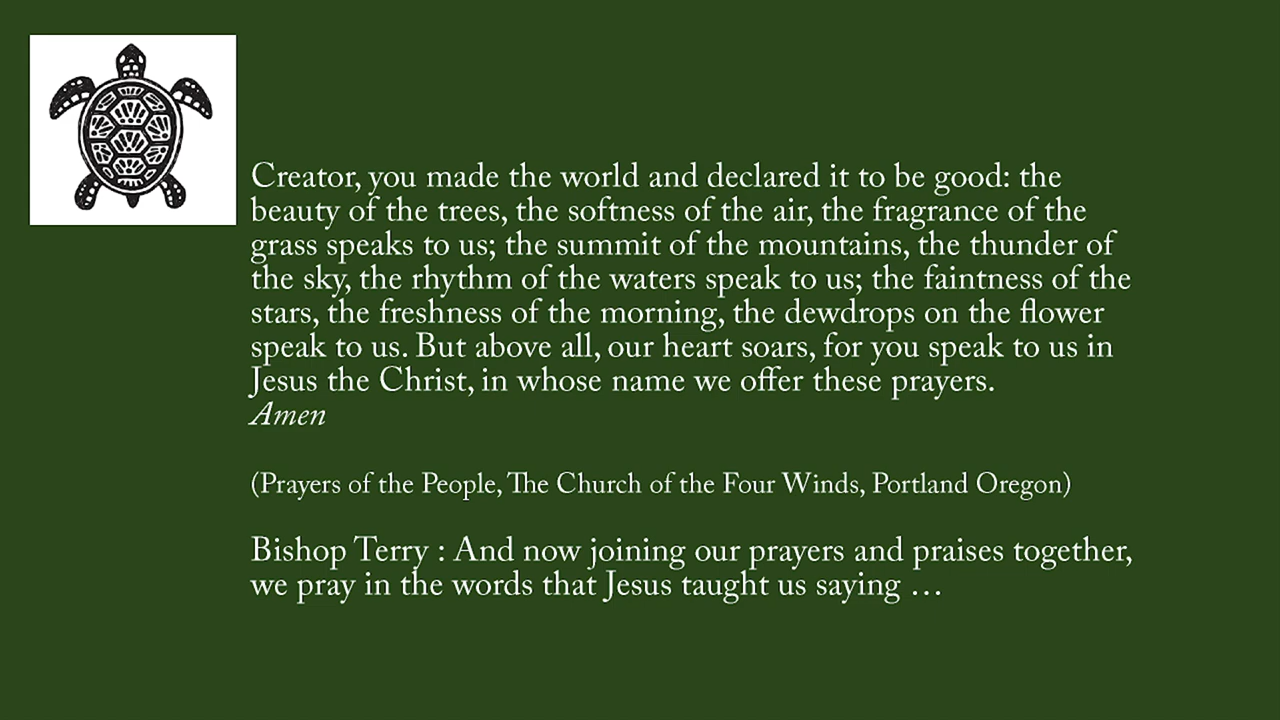 Creator, you made the world and declared it to be good: the
beauty of the trees, the softness of the air, the fragrance of the
grass speaks to us; the summit of the mountains, the thunder of
the sky, the rhythm of the waters speak to us; the faintness of the
stars, the freshness of the morning, the dewdrops on the flower
speak to us. But above all, our heart soars, for you speak to us in
Jesus the Christ, in whose name we offer these prayers.
Amen
(Prayers of the People, The Church of the Four Winds, Portland Oregon)
Bishop Terry : And now joining our prayers and praises together,
we pray in the words that Jesus taught us saying …